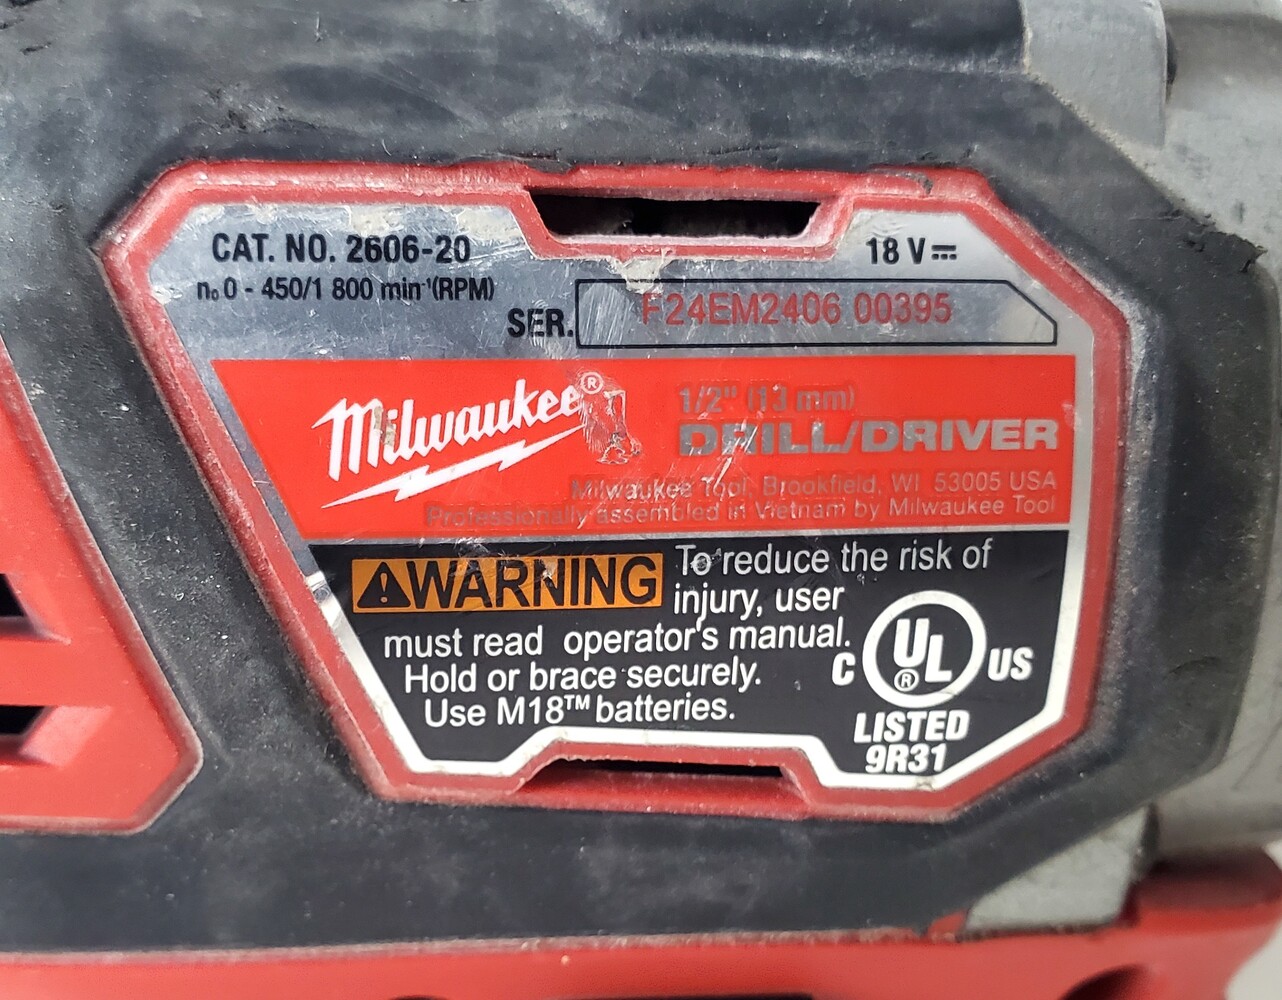 CAT. NO. 2606-20
18 V⎓
n₀ 0 - 450/1 800 min⁻¹(RPM)
SER. F24EM2406 00395
Milwaukee®
1/2" (13 mm)
DRILL/DRIVER
Milwaukee Tool, Brookfield, WI 53005 USA
Professionally assembled in Vietnam by Milwaukee Tool
⚠WARNING To reduce the risk of
injury, user
must read operator's manual.
Hold or brace securely.
Use M18™ batteries.
C UL® US
LISTED
9R31